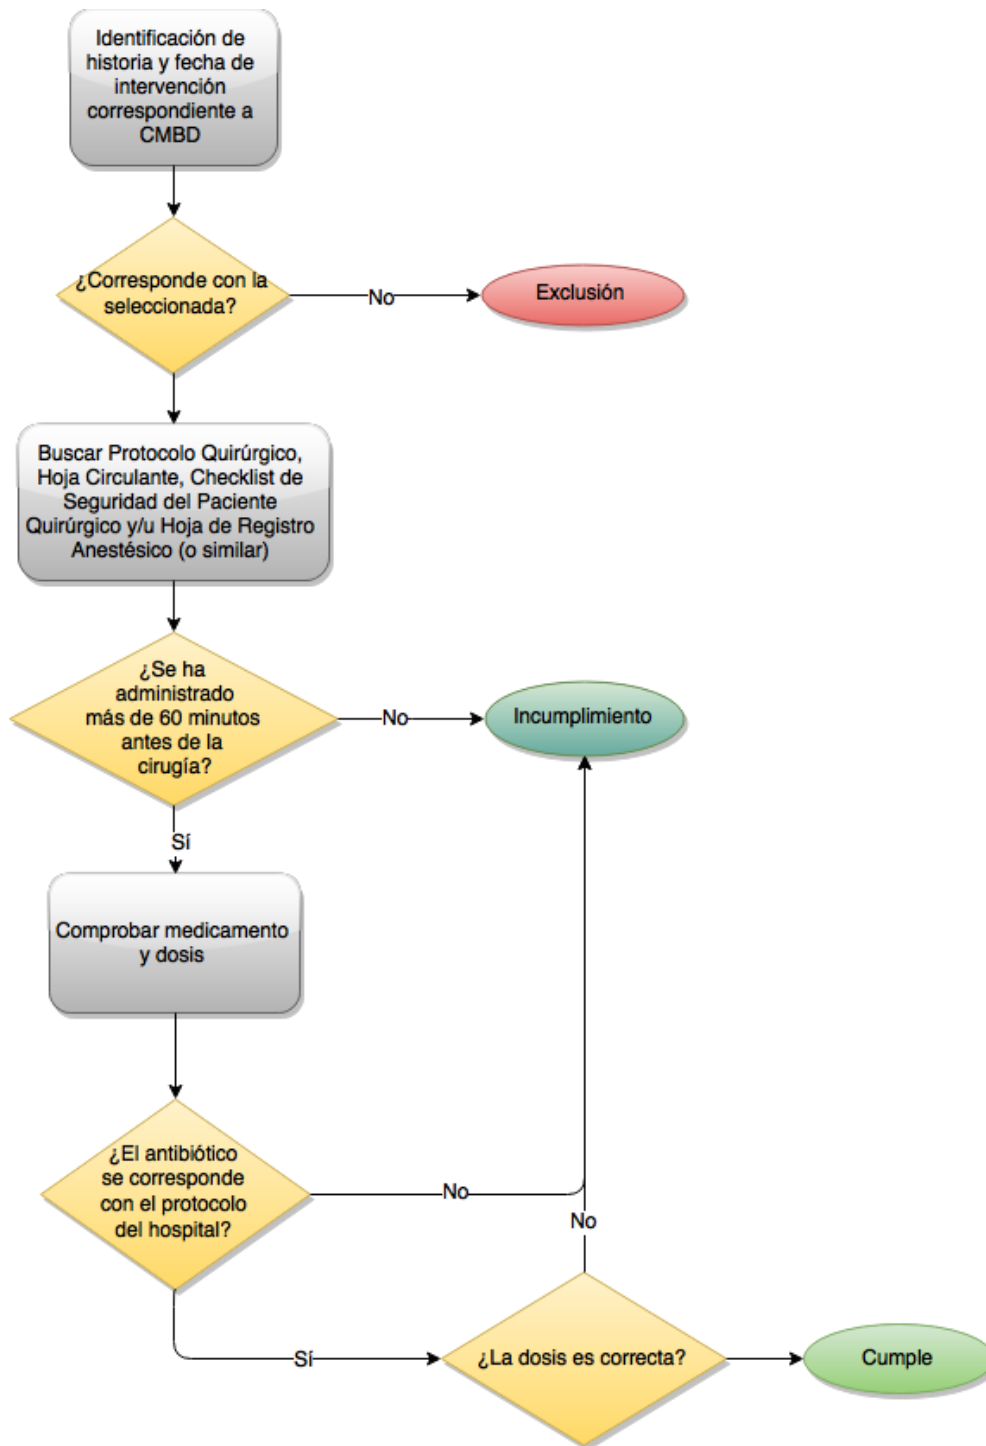 Identificación de
historia y fecha de
intervención
correspondiente a
CMBD
¿Corresponde con la
seleccionada?
No
Exclusión
Buscar Protocolo Quirúrgico,
Hoja Circulante, Checklist de
Seguridad del Paciente
Quirúrgico y/u Hoja de Registro
Anestésico (o similar)
¿Se ha
administrado
más de 60 minutos
antes de la
cirugía?
No
Incumplimiento
Sí
Comprobar medicamento
y dosis
¿El antibiótico
se corresponde
con el protocolo
del hospital?
No
No
Sí
¿La dosis es correcta?
Cumple